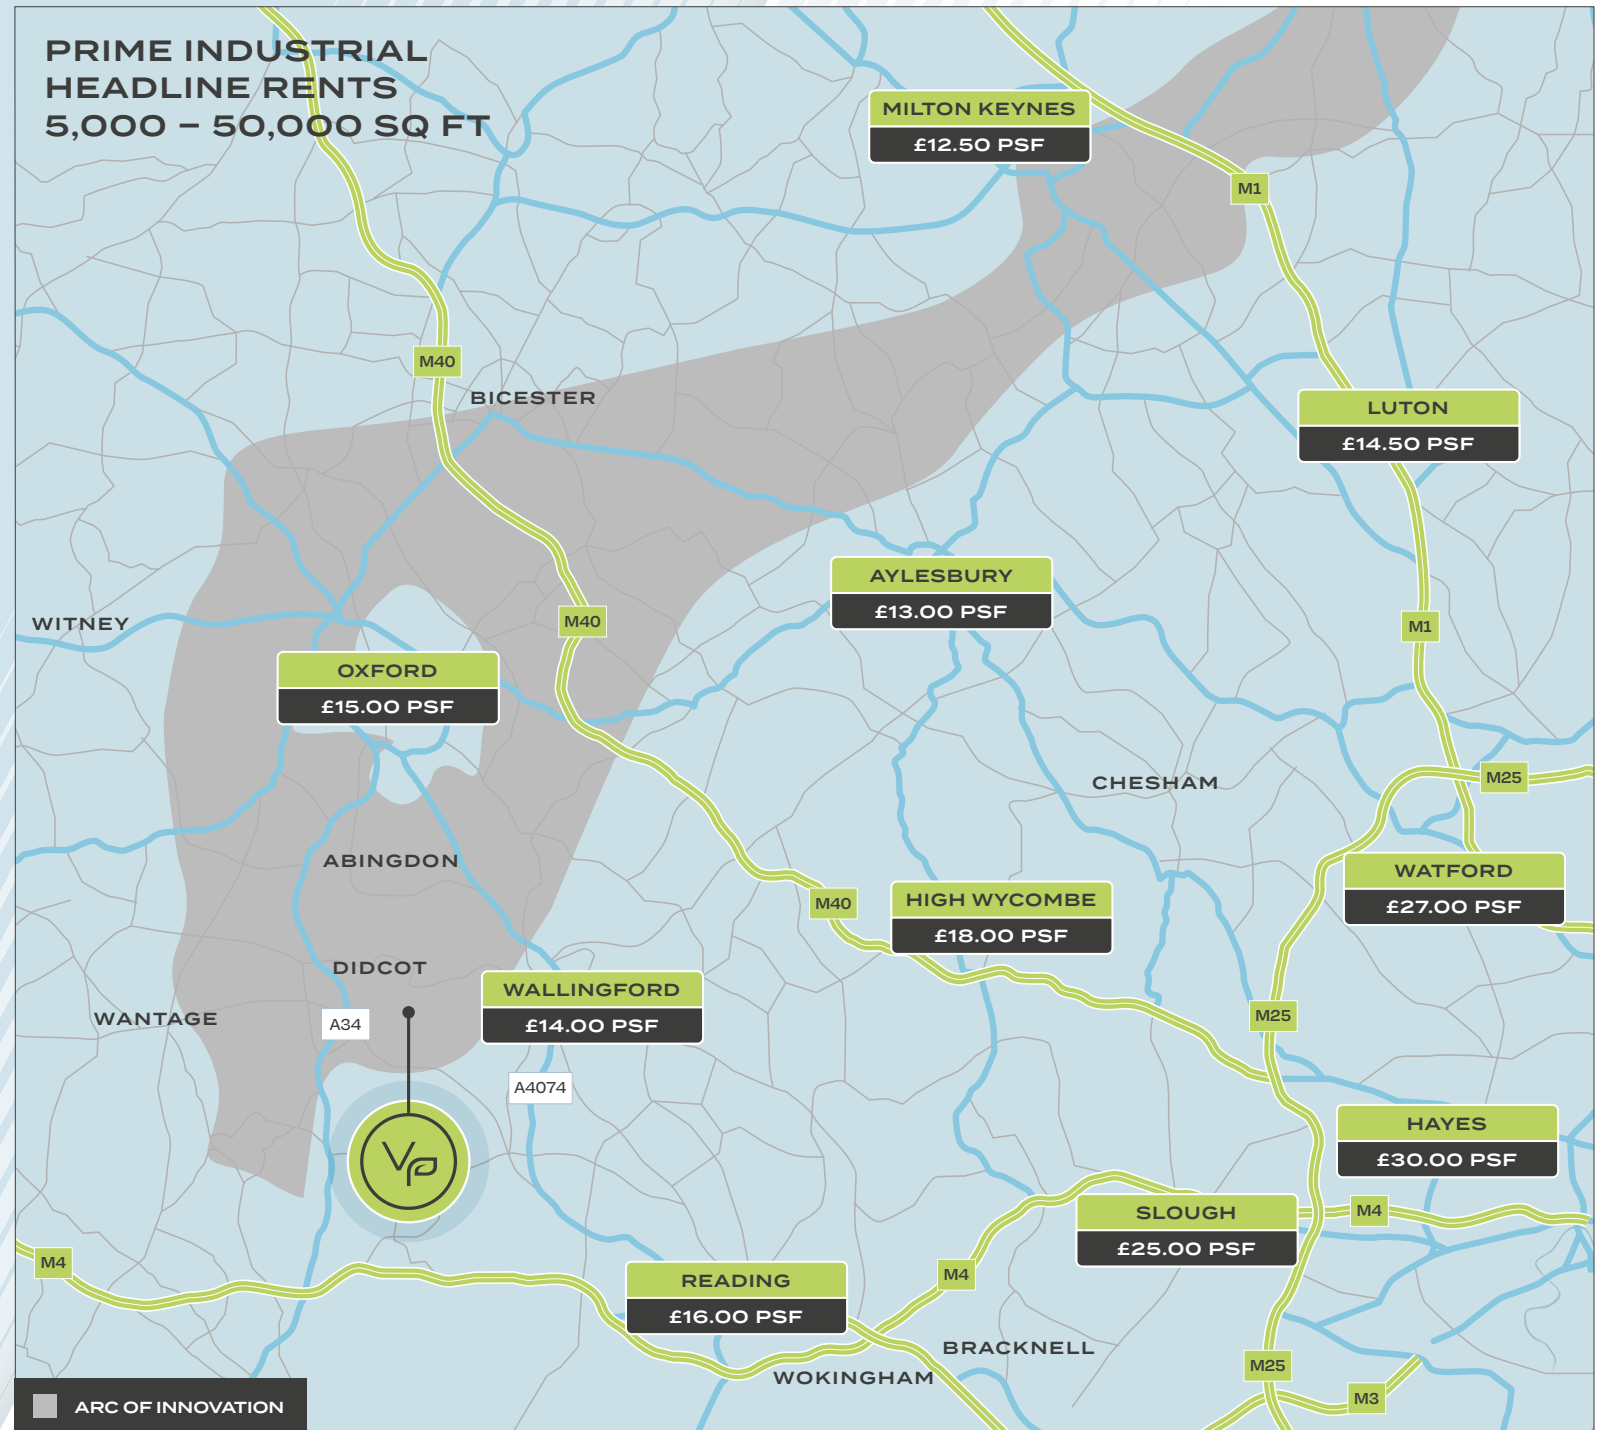 PRIME INDUSTRIAL
HEADLINE RENTS
5,000 – 50,000 SQ FT
MILTON KEYNES
£12.50 PSF
M1
M40
BICESTER
LUTON
£14.50 PSF
AYLESBURY
£13.00 PSF
WITNEY
M40
M1
OXFORD
£15.00 PSF
CHESHAM
M25
ABINGDON
WATFORD
£27.00 PSF
M40
HIGH WYCOMBE
£18.00 PSF
DIDCOT
WALLINGFORD
£14.00 PSF
WANTAGE
A34
M25
A4074
HAYES
£30.00 PSF
VP
SLOUGH
£25.00 PSF
M4
M4
M4
READING
£16.00 PSF
BRACKNELL
WOKINGHAM
M25
M3
ARC OF INNOVATION